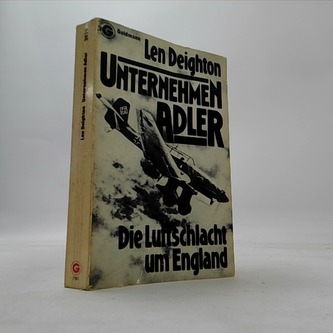 G Goldmann
Len Deighton
UNTERNEHMEN
ADLER
Die Luftschlacht
um England
Len Deighton Unternehmen Adler
G